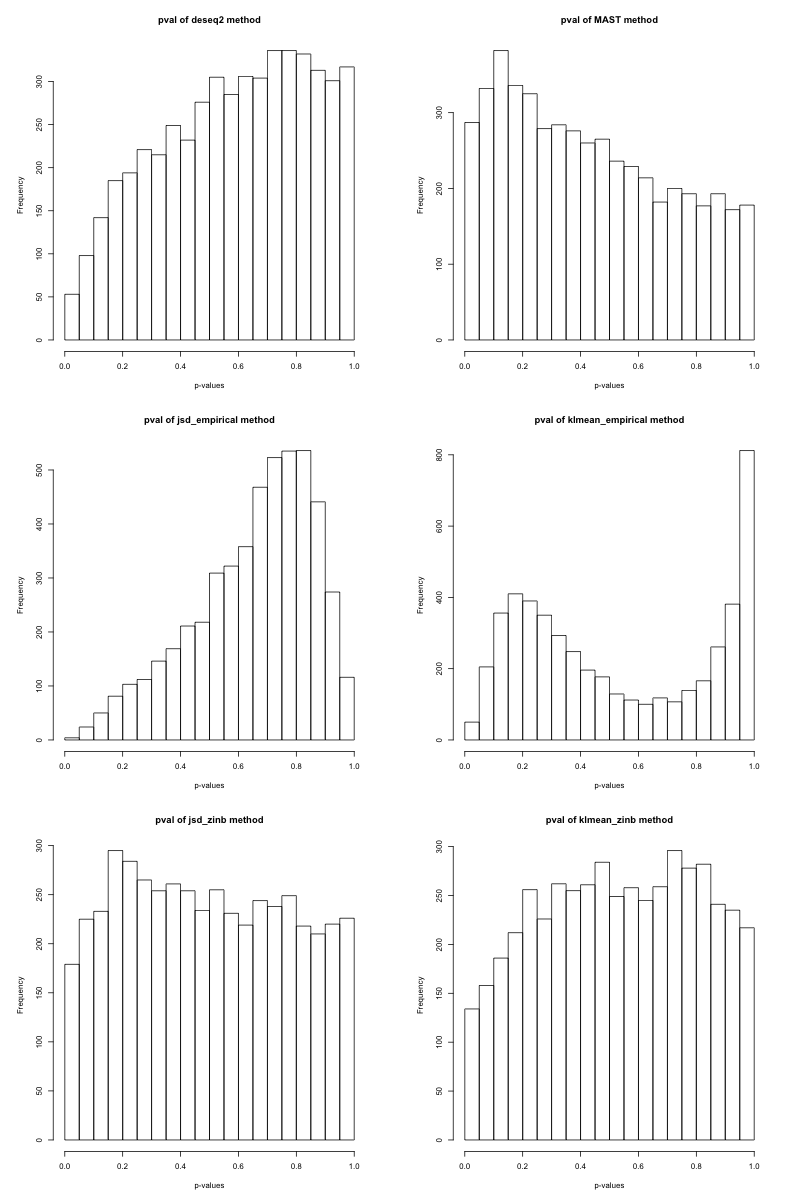 pval of deseq2 method
Frequency
0 50 100 150 200 250 300
0.0 0.2 0.4 0.6 0.8 1.0
p-values
pval of MAST method
Frequency
0 100 200 300
0.0 0.2 0.4 0.6 0.8 1.0
p-values
pval of jsd_empirical method
Frequency
0 100 200 300 400 500
0.0 0.2 0.4 0.6 0.8 1.0
p-values
pval of klmean_empirical method
Frequency
0 200 400 600 800
0.0 0.2 0.4 0.6 0.8 1.0
p-values
pval of jsd_zinb method
Frequency
0 50 100 150 200 250 300
0.0 0.2 0.4 0.6 0.8 1.0
p-values
pval of klmean_zinb method
Frequency
0 50 100 150 200 250 300
0.0 0.2 0.4 0.6 0.8 1.0
p-values